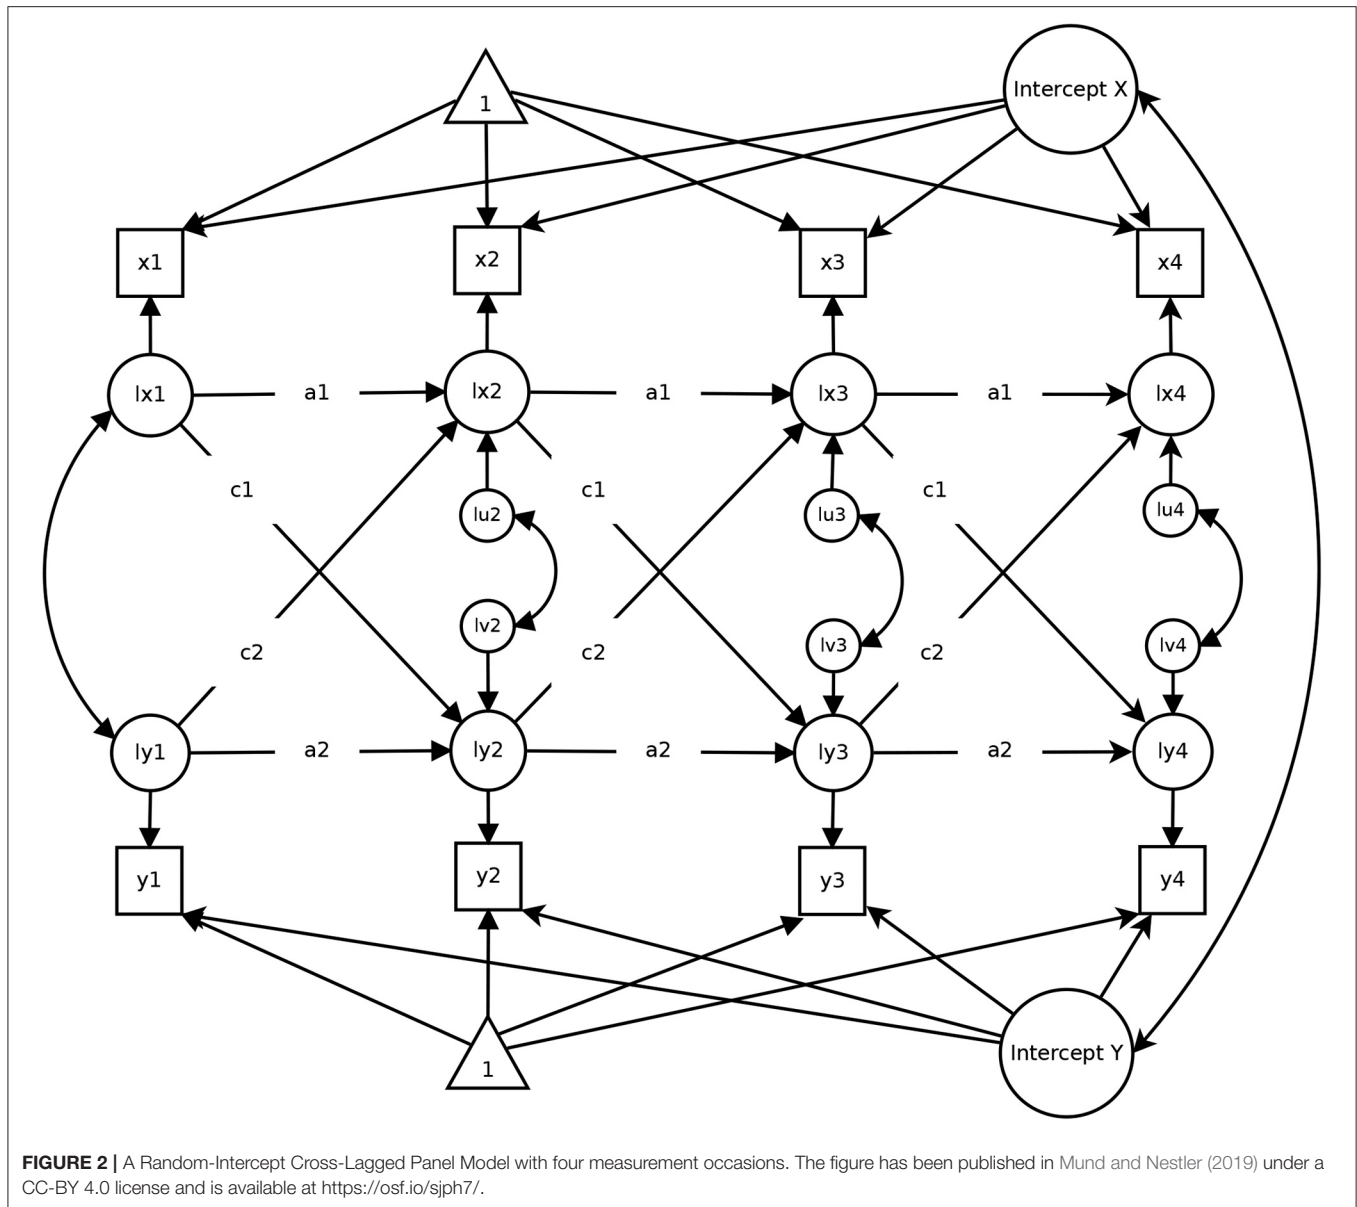 1
Intercept X
x1
x2
x3
x4
lx1
a1
lx2
a1
lx3
a1
lx4
c1
c1
c1
lu2
lu3
lu4
lv2
lv3
lv4
c2
c2
c2
ly1
a2
ly2
a2
ly3
a2
ly4
y1
y2
y3
y4
1
Intercept Y
FIGURE 2 | A Random-Intercept Cross-Lagged Panel Model with four measurement occasions. The figure has been published in Mund and Nestler (2019) under a
CC-BY 4.0 license and is available at https://osf.io/sjph7/.